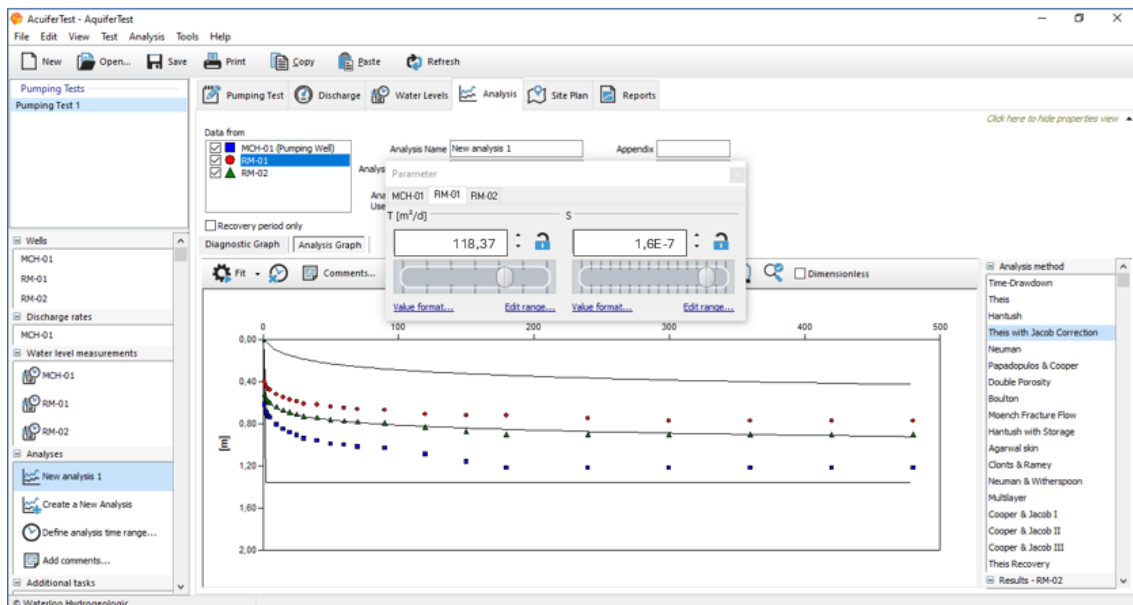 AcuiferTest - AquiferTest
File Edit View Test Analysis Tools Help
New Open... Save Print Copy Paste Refresh
Pumping Tests
Pumping Test 1
Pumping Test Discharge Water Levels Analysis Site Plan Reports
Click here to hide properties view
Data from
MCH-01 (Pumping Well)
RM-01
RM-02
Analysis Name New analysis 1 Appendix
Recovery period only
Parameter
MCH-01 RM-01 RM-02
T [m²/d] S
118,37 1,6E-7
Value format... Edit range... Value format... Edit range...
Diagnostic Graph Analysis Graph
Fit Comments... Dimensionless
Wells
MCH-01
RM-01
RM-02
Discharge rates
MCH-01
Water level measurements
MCH-01
RM-01
RM-02
Analyses
New analysis 1
Create a New Analysis
Define analysis time range...
Add comments...
Additional tasks
0 100 200 300 400 500
0,00
0,40
0,80
1,20
1,60
2,00
[m]
Analysis method
Time-Drawdown
Theis
Hantush
Theis with Jacob Correction
Neuman
Papadopulos & Cooper
Double Porosity
Boulton
Moench Fracture Flow
Hantush with Storage
Agarwal skin
Clonts & Ramey
Neuman & Witherspoon
Multilayer
Cooper & Jacob I
Cooper & Jacob II
Cooper & Jacob III
Theis Recovery
Results - RM-02
© Waterloo Hydrogeologic